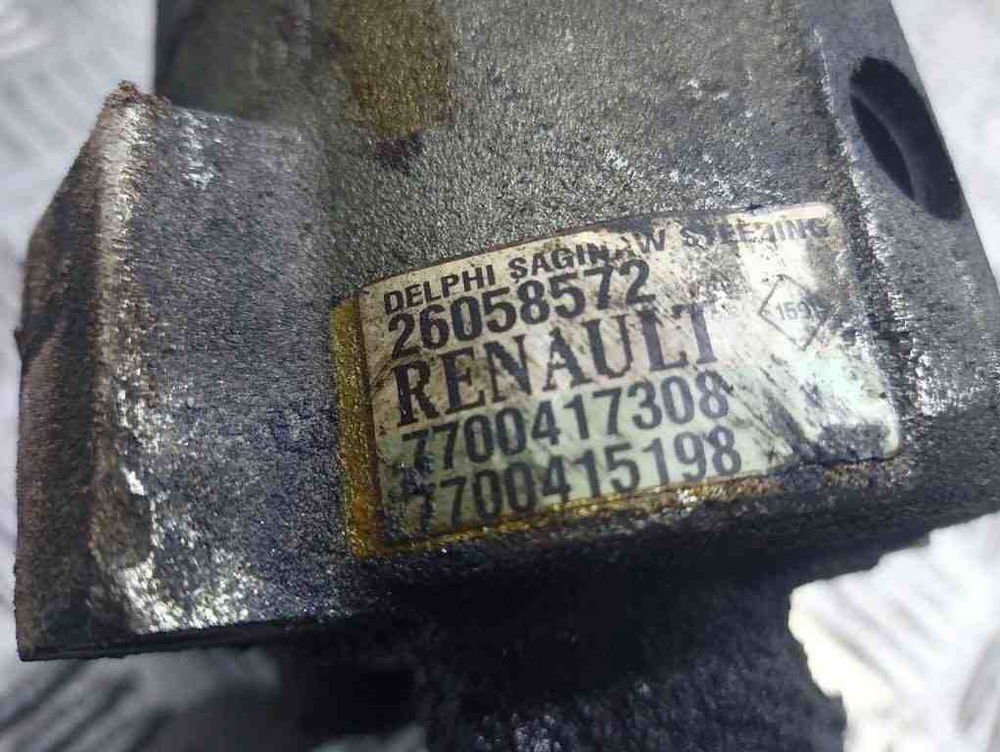 DELPHI SAGINAW STEERING
26058572
RENAULT
7700417308
7700415198